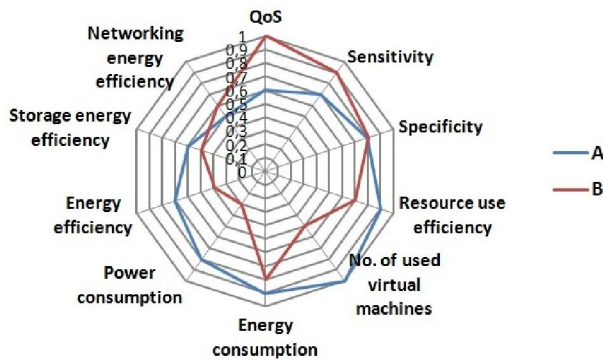 QoS
Sensitivity
Specificity
Resource use
efficiency
No. of used
virtual
machines
Energy
consumption
Power
consumption
Energy
efficiency
Storage energy
efficiency
Networking
energy
efficiency
1
0,9
0,8
0,7
0,6
0,5
0,4
0,3
0,2
0,1
0
A
B